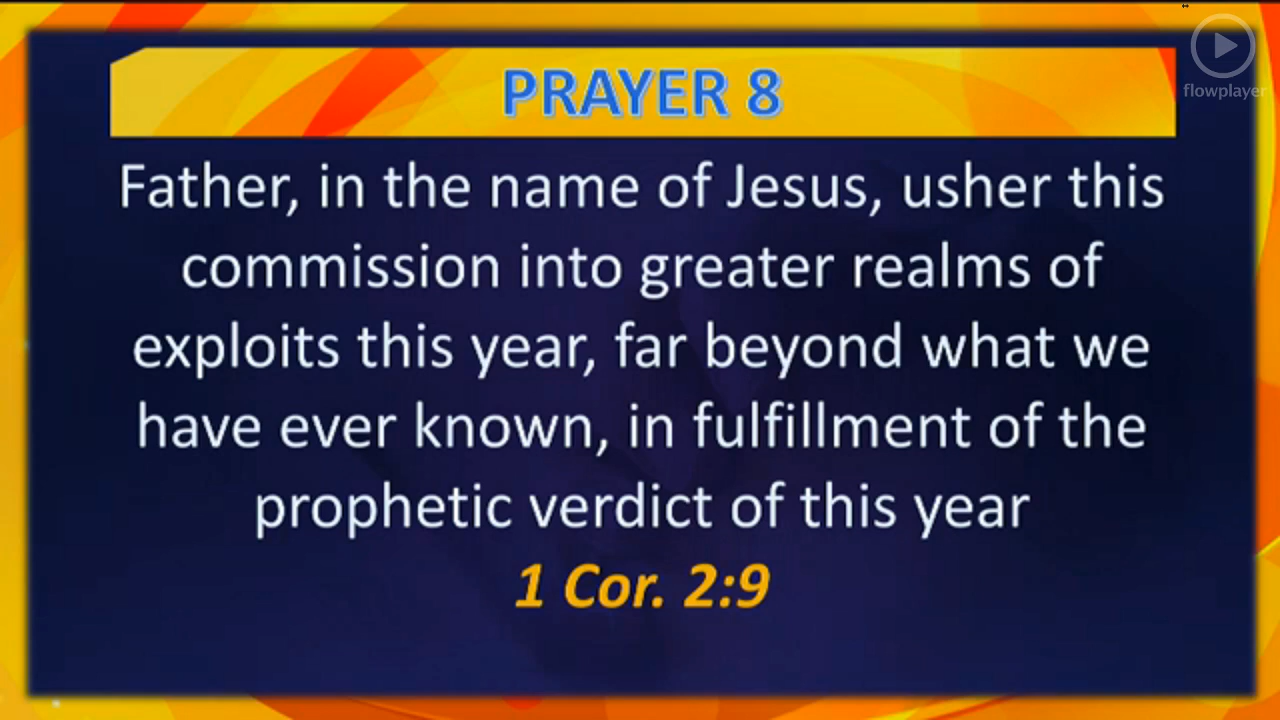 PRAYER 8
flowplayer
Father, in the name of Jesus, usher this
commission into greater realms of
exploits this year, far beyond what we
have ever known, in fulfillment of the
prophetic verdict of this year
1 Cor. 2:9